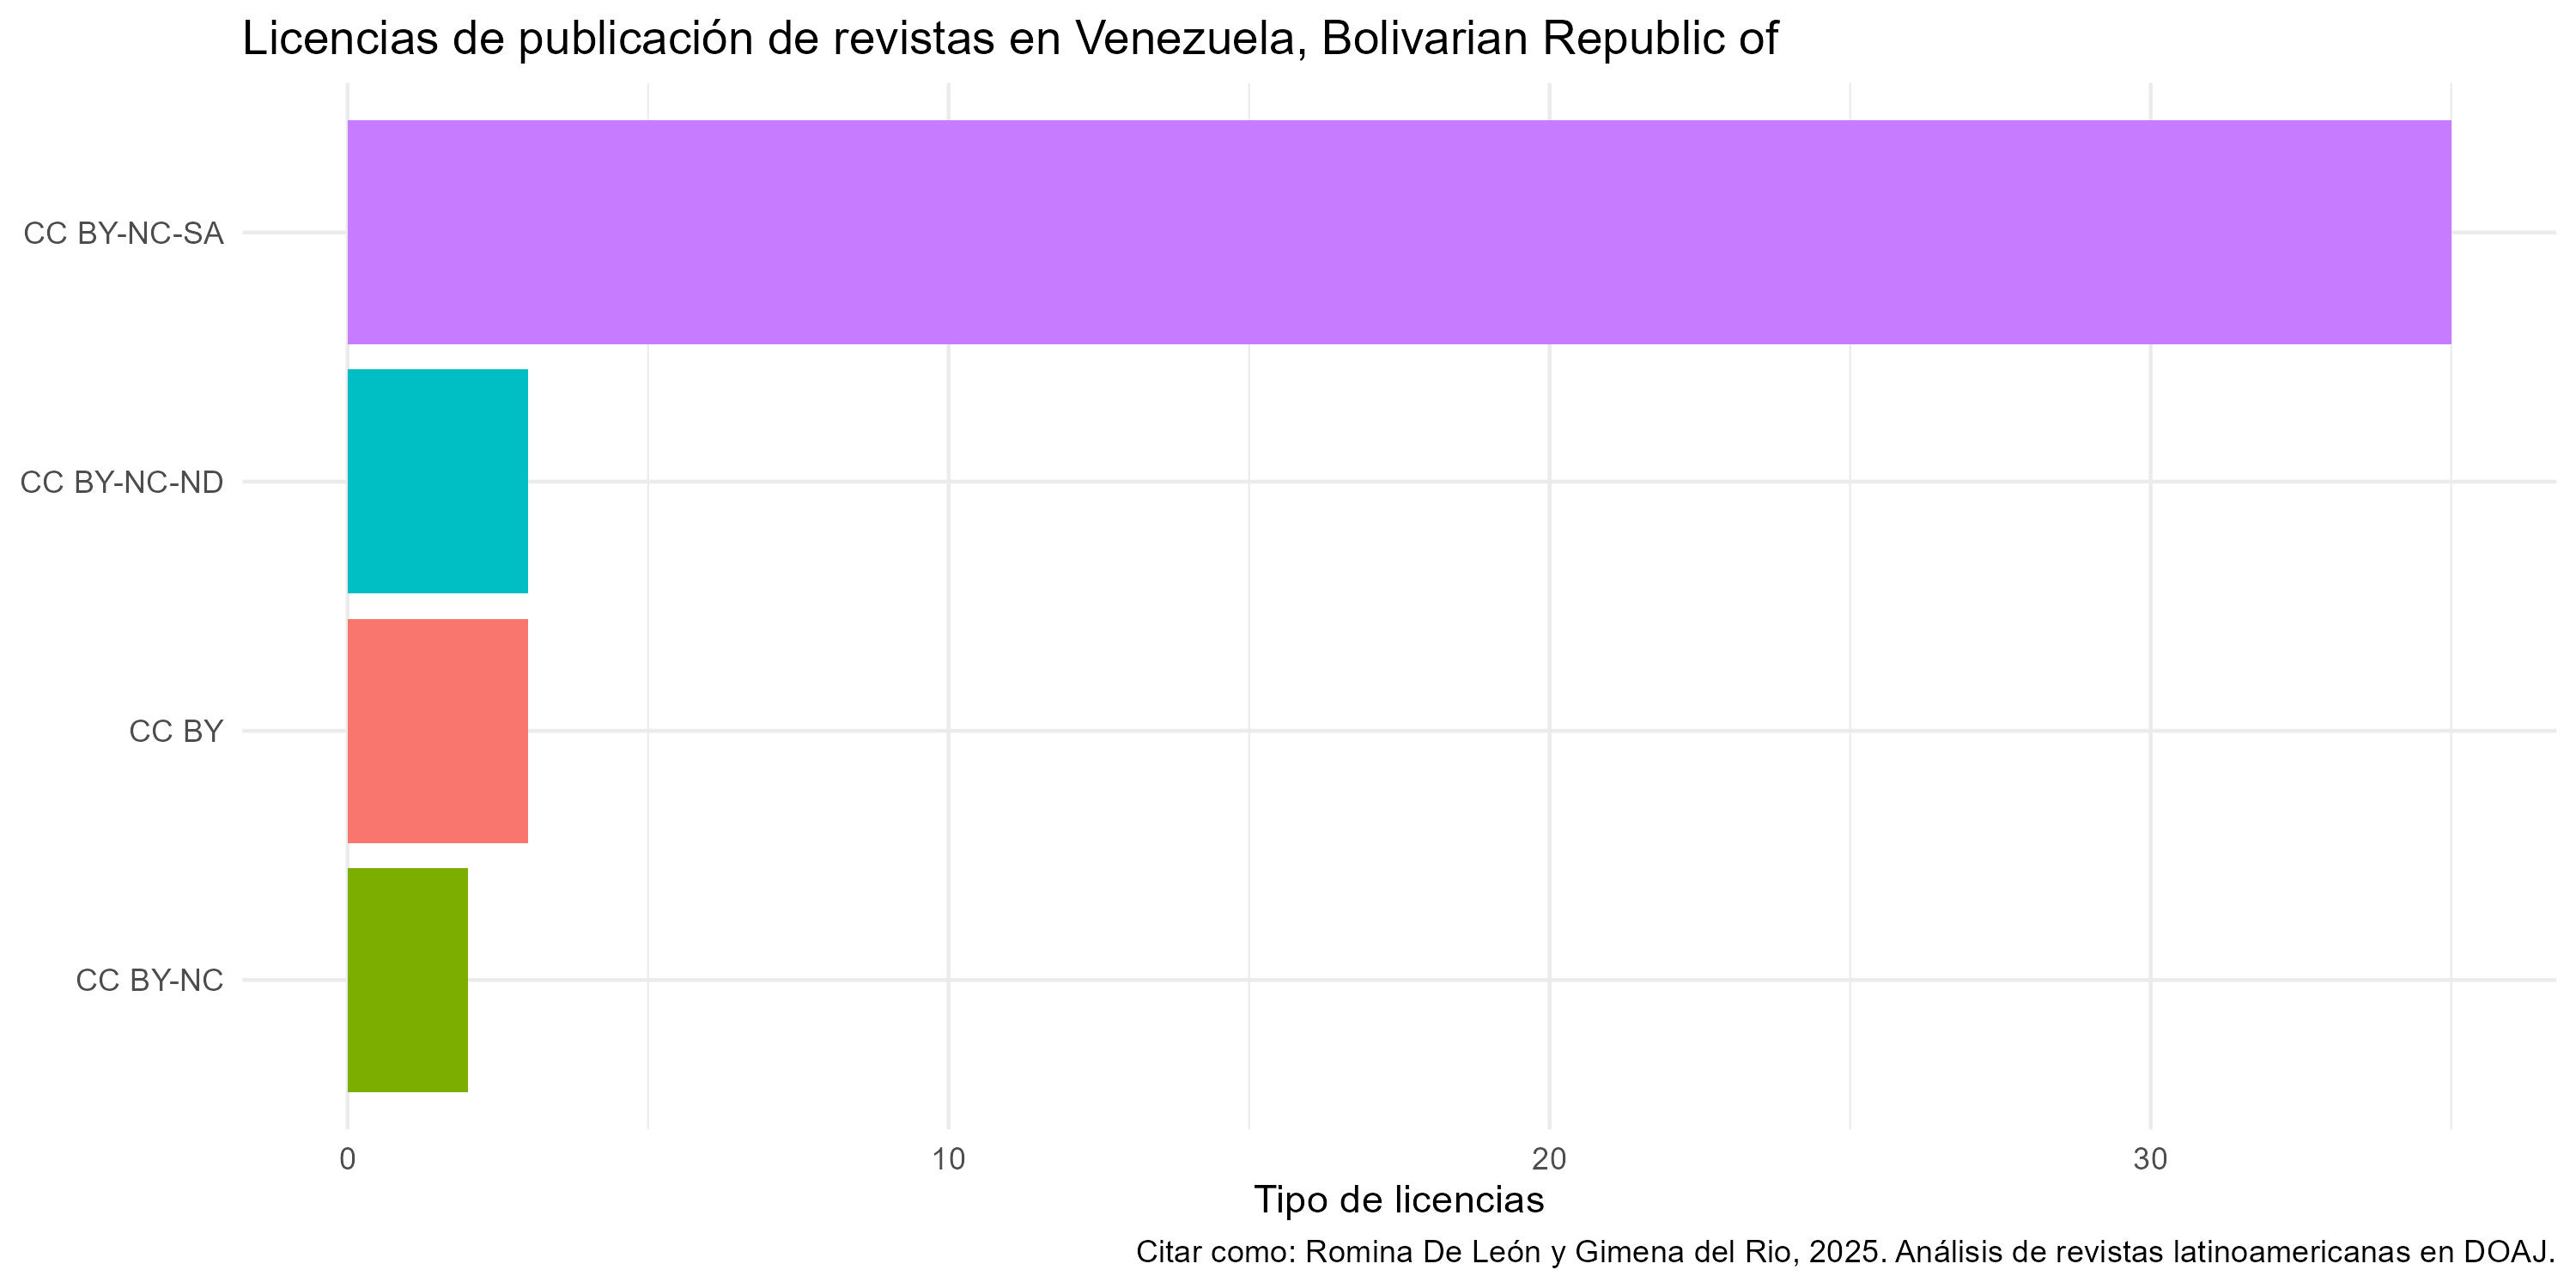 Licencias de publicación de revistas en Venezuela, Bolivarian Republic of
CC BY-NC-SA
CC BY-NC-ND
CC BY
CC BY-NC
0 10 20 30
Tipo de licencias
Citar como: Romina De León y Gimena del Rio, 2025. Análisis de revistas latinoamericanas en DOAJ.